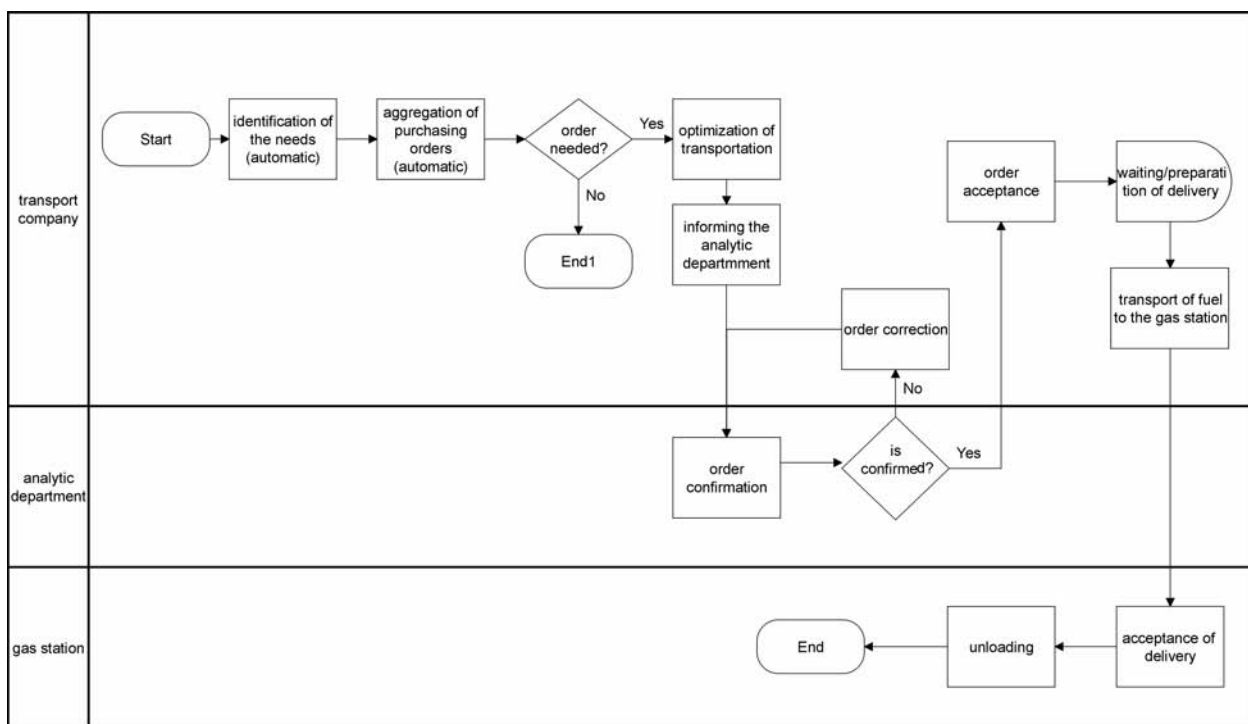 transport
company
Start
identification of
the needs
(automatic)
aggregation of
purchasing
orders
(automatic)
order
needed?
Yes
No
End1
optimization of
transportation
informing the
analytic
departmment
order correction
No
order
acceptance
waiting/preparati
tion of delivery
transport of fuel
to the gas station
analytic
department
order
confirmation
is
confirmed?
Yes
gas station
End
unloading
acceptance of
delivery